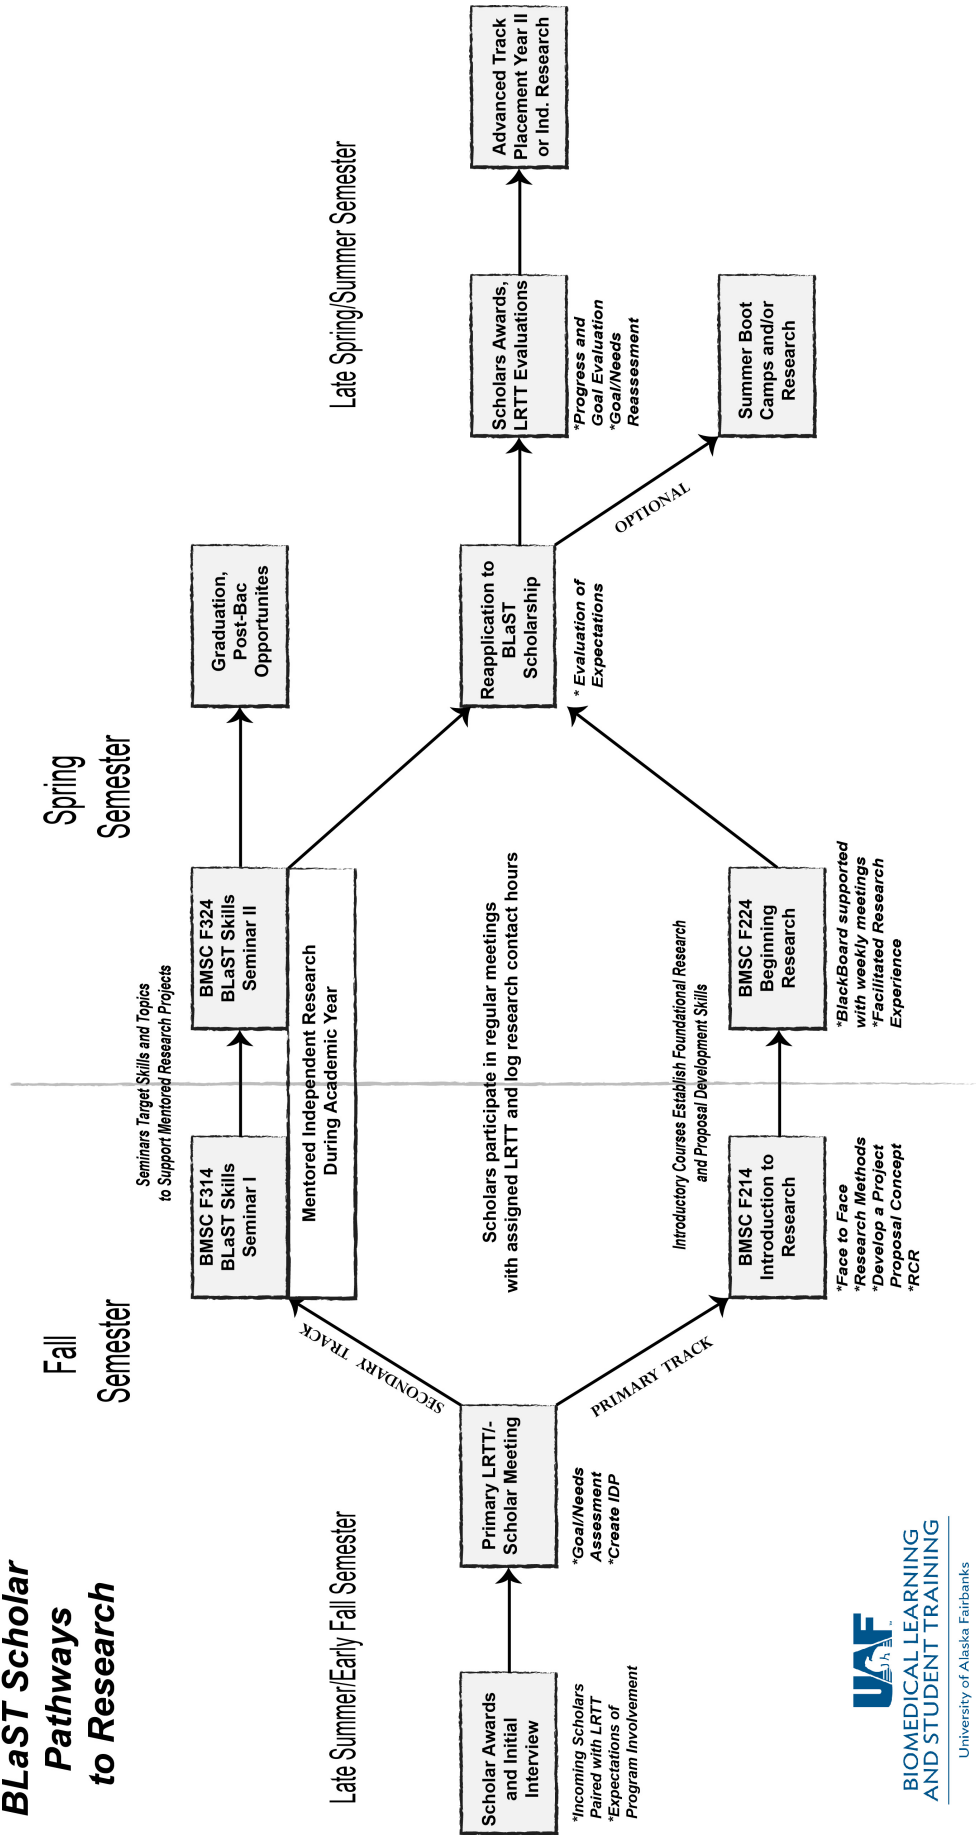 BLaST Scholar
Pathways
to Research
Fall
Semester
Spring
Semester
Late Summer/Early Fall Semester
Late Spring/Summer Semester
Scholar Awards
and Initial
Interview
*Incoming Scholars
Paired with LRTT
*Expectations of
Program Involvement
Primary LRTT/-
Scholar Meeting
*Goal/Needs
Assesment
*Create IDP
SECONDARY TRACK
PRIMARY TRACK
Seminars Target Skills and Topics
to Support Mentored Research Projects
BMSC F314
BLaST Skills
Seminar I
BMSC F324
BLaST Skills
Seminar II
Mentored Independent Research
During Academic Year
Graduation,
Post-Bac
Opportunites
Scholars participate in regular meetings
with assigned LRTT and log research contact hours
Introductory Courses Establish Foundational Research
and Proposal Development Skills
BMSC F214
Introduction to
Research
*Face to Face
*Research Methods
*Develop a Project
Proposal Concept
*RCR
BMSC F224
Beginning
Research
*BlackBoard supported
with weekly meetings
*Facilitated Research
Experience
Reapplication to
BLaST
Scholarship
* Evaluation of
Expectations
OPTIONAL
Scholars Awards,
LRTT Evaluations
*Progress and
Goal Evaluation
*Goal/Needs
Reassesment
Advanced Track
Placement Year II
or Ind. Research
Summer Boot
Camps and/or
Research
UAF
BIOMEDICAL LEARNING
AND STUDENT TRAINING
University of Alaska Fairbanks